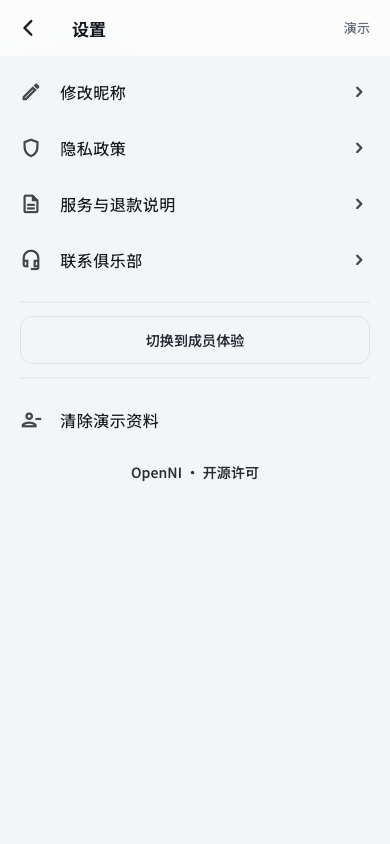 设置
演示
修改昵称
隐私政策
服务与退款说明
联系俱乐部
切换到成员体验
清除演示资料
OpenNI · 开源许可